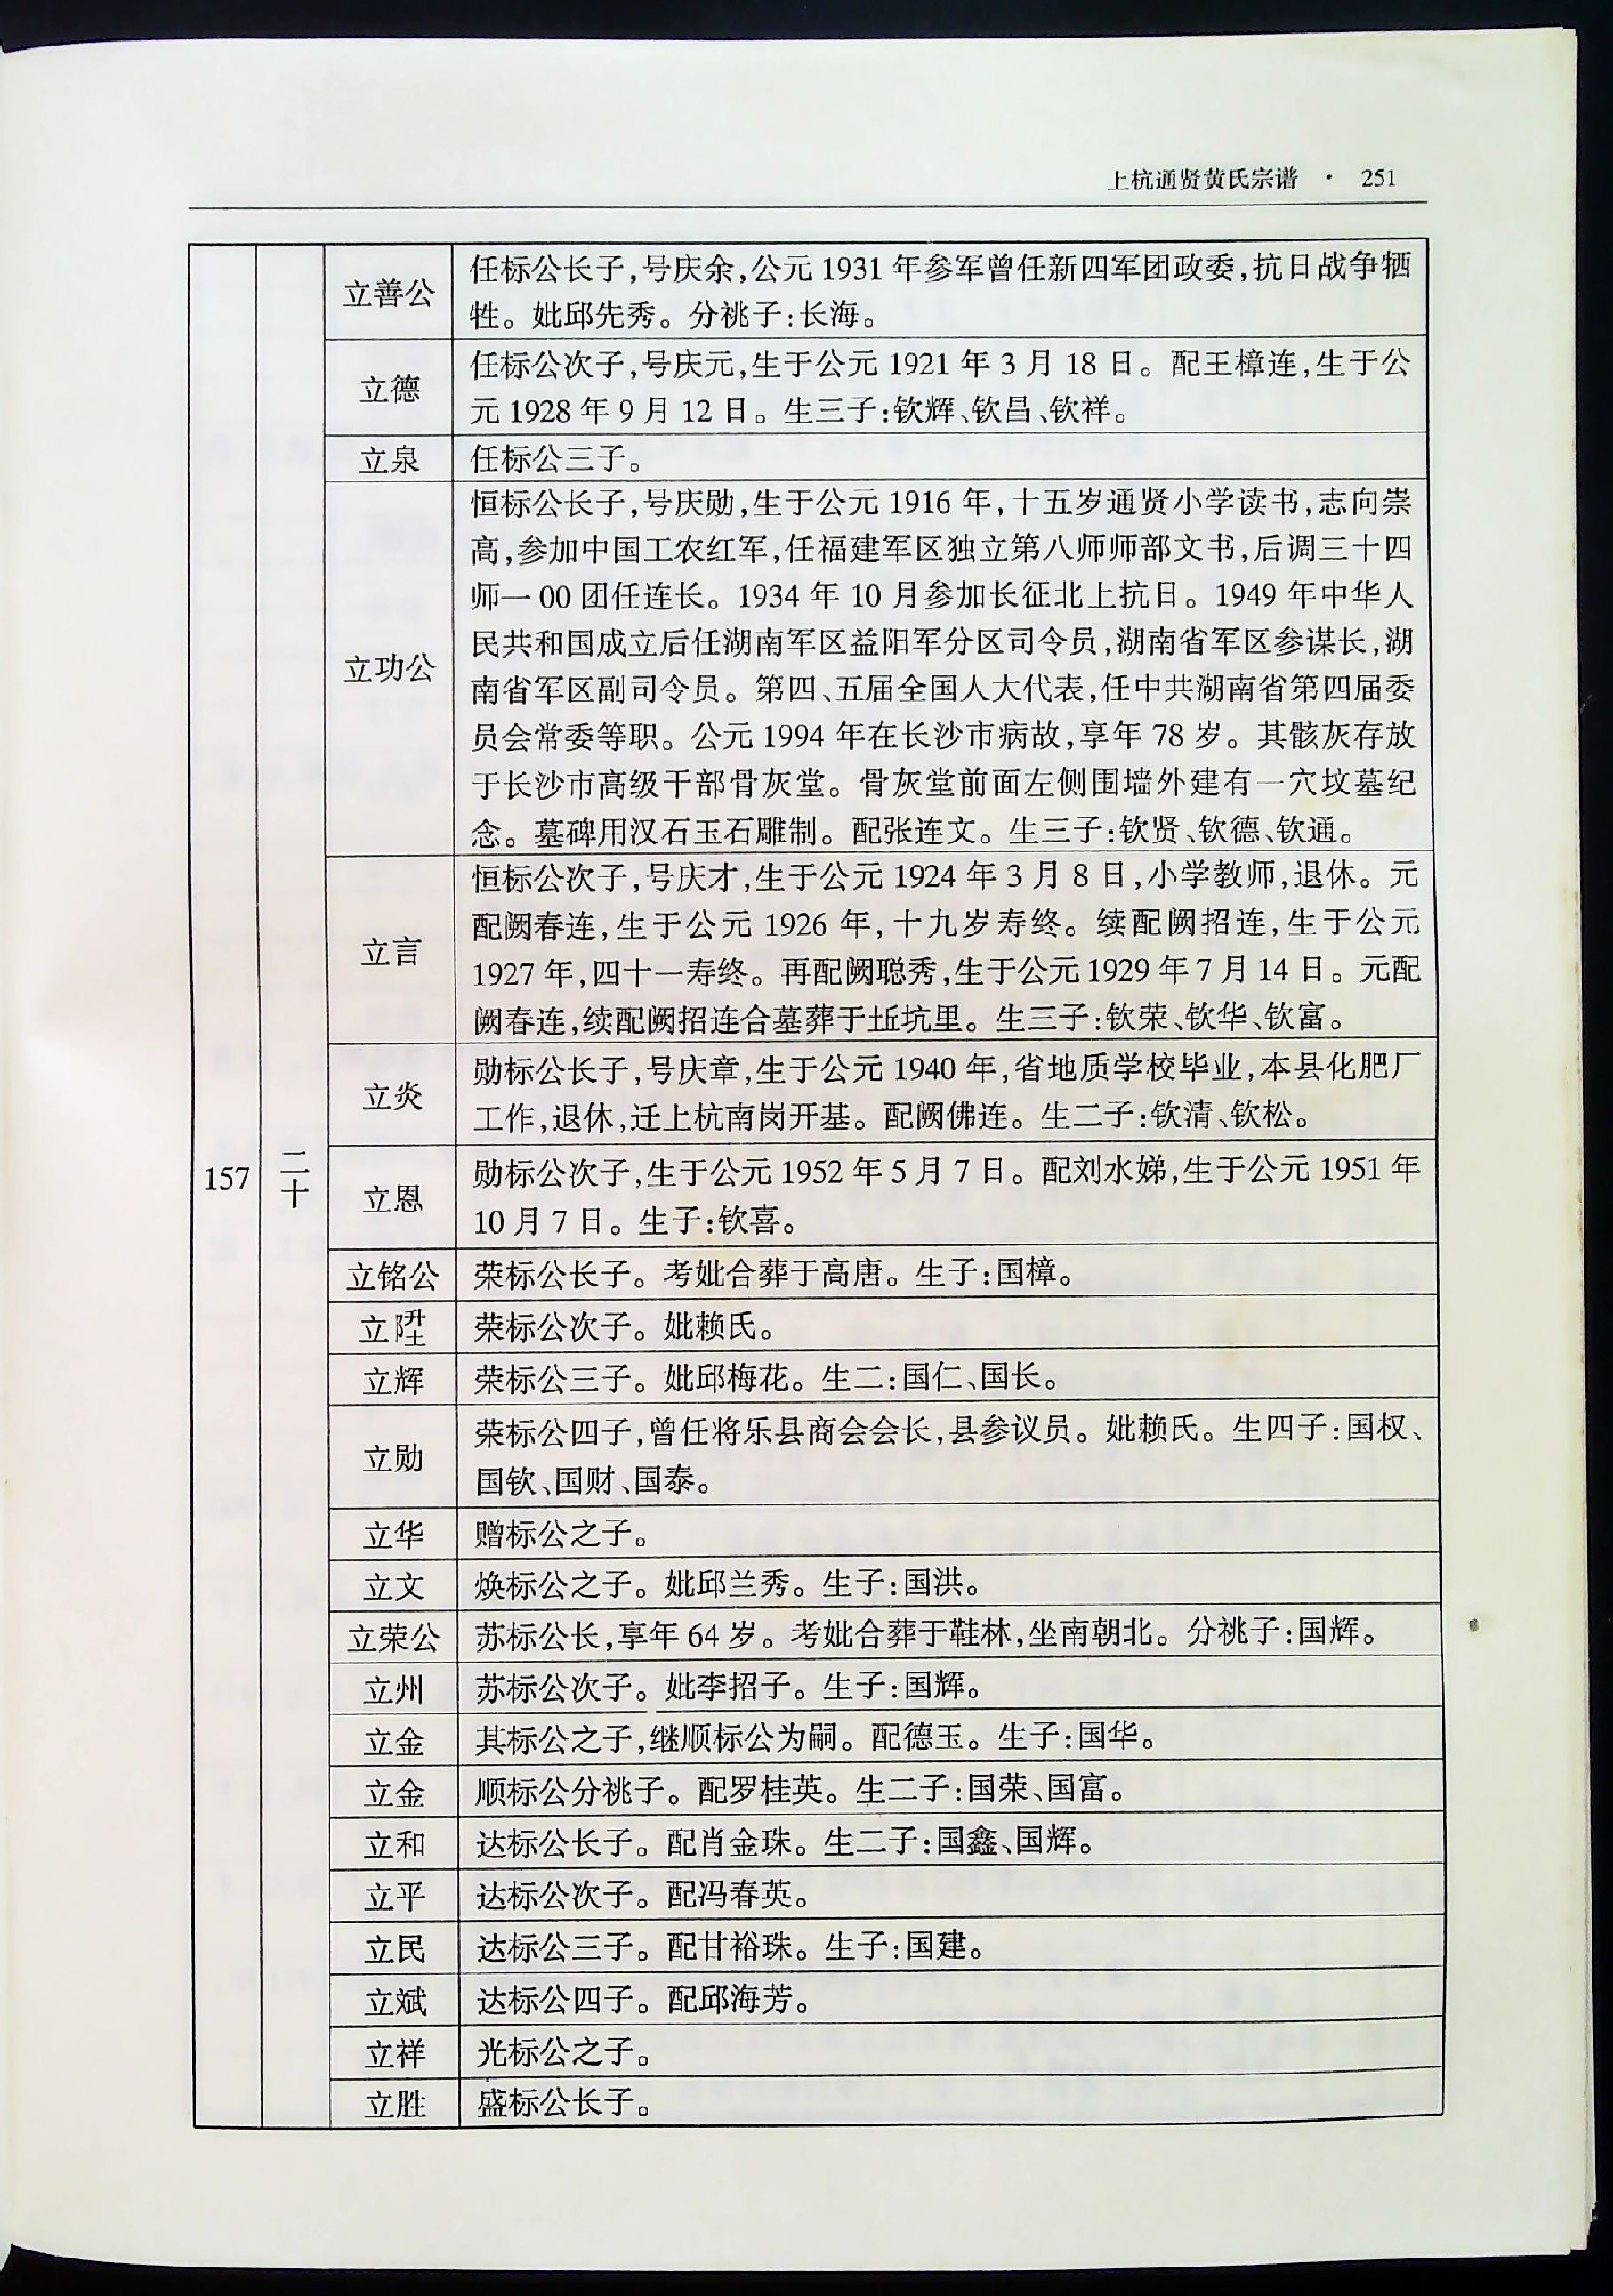 上杭通贤黄氏宗谱 · 251
157
二十
立善公
任标公长子,号庆余,公元 1931 年参军曾任新四军团政委,抗日战争牺
牲。妣邱先秀。分祧子:长海。
立德
任标公次子,号庆元,生于公元 1921 年 3 月 18 日。配王樟连,生于公
元 1928 年 9 月 12 日。生三子:钦辉、钦昌、钦祥。
立泉
任标公三子。
立功公
恒标公长子,号庆勋,生于公元 1916 年,十五岁通贤小学读书,志向崇
高,参加中国工农红军,任福建军区独立第八师师部文书,后调三十四
师一 00 团任连长。1934 年 10 月参加长征北上抗日。1949 年中华人
民共和国成立后任湖南军区益阳军分区司令员,湖南省军区参谋长,湖
南省军区副司令员。第四、五届全国人大代表,任中共湖南省第四届委
员会常委等职。公元 1994 年在长沙市病故,享年 78 岁。其骸灰存放
于长沙市高级干部骨灰堂。骨灰堂前面左侧围墙外建有一穴坟墓纪
念。墓碑用汉石玉石雕制。配张连文。生三子:钦贤、钦德、钦通。
立言
恒标公次子,号庆才,生于公元 1924 年 3 月 8 日,小学教师,退休。元
配阙春连,生于公元 1926 年,十九岁寿终。续配阙招连,生于公元
1927 年,四十一寿终。再配阙聪秀,生于公元 1929 年 7 月 14 日。元配
阙春连,续配阙招连合墓葬于坵坑里。生三子:钦荣、钦华、钦富。
立炎
勋标公长子,号庆章,生于公元 1940 年,省地质学校毕业,本县化肥厂
工作,退休,迁上杭南岗开基。配阙佛连。生二子:钦清、钦松。
立恩
勋标公次子,生于公元 1952 年 5 月 7 日。配刘水娣,生于公元 1951 年
10 月 7 日。生子:钦喜。
立铭公
荣标公长子。考妣合葬于高唐。生子:国樟。
立陞
荣标公次子。妣赖氏。
立辉
荣标公三子。妣邱梅花。生二:国仁、国长。
立勋
荣标公四子,曾任将乐县商会会长,县参议员。妣赖氏。生四子:国权、
国钦、国财、国泰。
立华
赠标公之子。
立文
焕标公之子。妣邱兰秀。生子:国洪。
立荣公
苏标公长,享年 64 岁。考妣合葬于鞋林,坐南朝北。分祧子:国辉。
立州
苏标公次子。妣李招子。生子:国辉。
立金
其标公之子,继顺标公为嗣。配德玉。生子:国华。
立金
顺标公分祧子。配罗桂英。生二子:国荣、国富。
立和
达标公长子。配肖金珠。生二子:国鑫、国辉。
立平
达标公次子。配冯春英。
立民
达标公三子。配甘裕珠。生子:国建。
立斌
达标公四子。配邱海芳。
立祥
光标公之子。
立胜
盛标公长子。